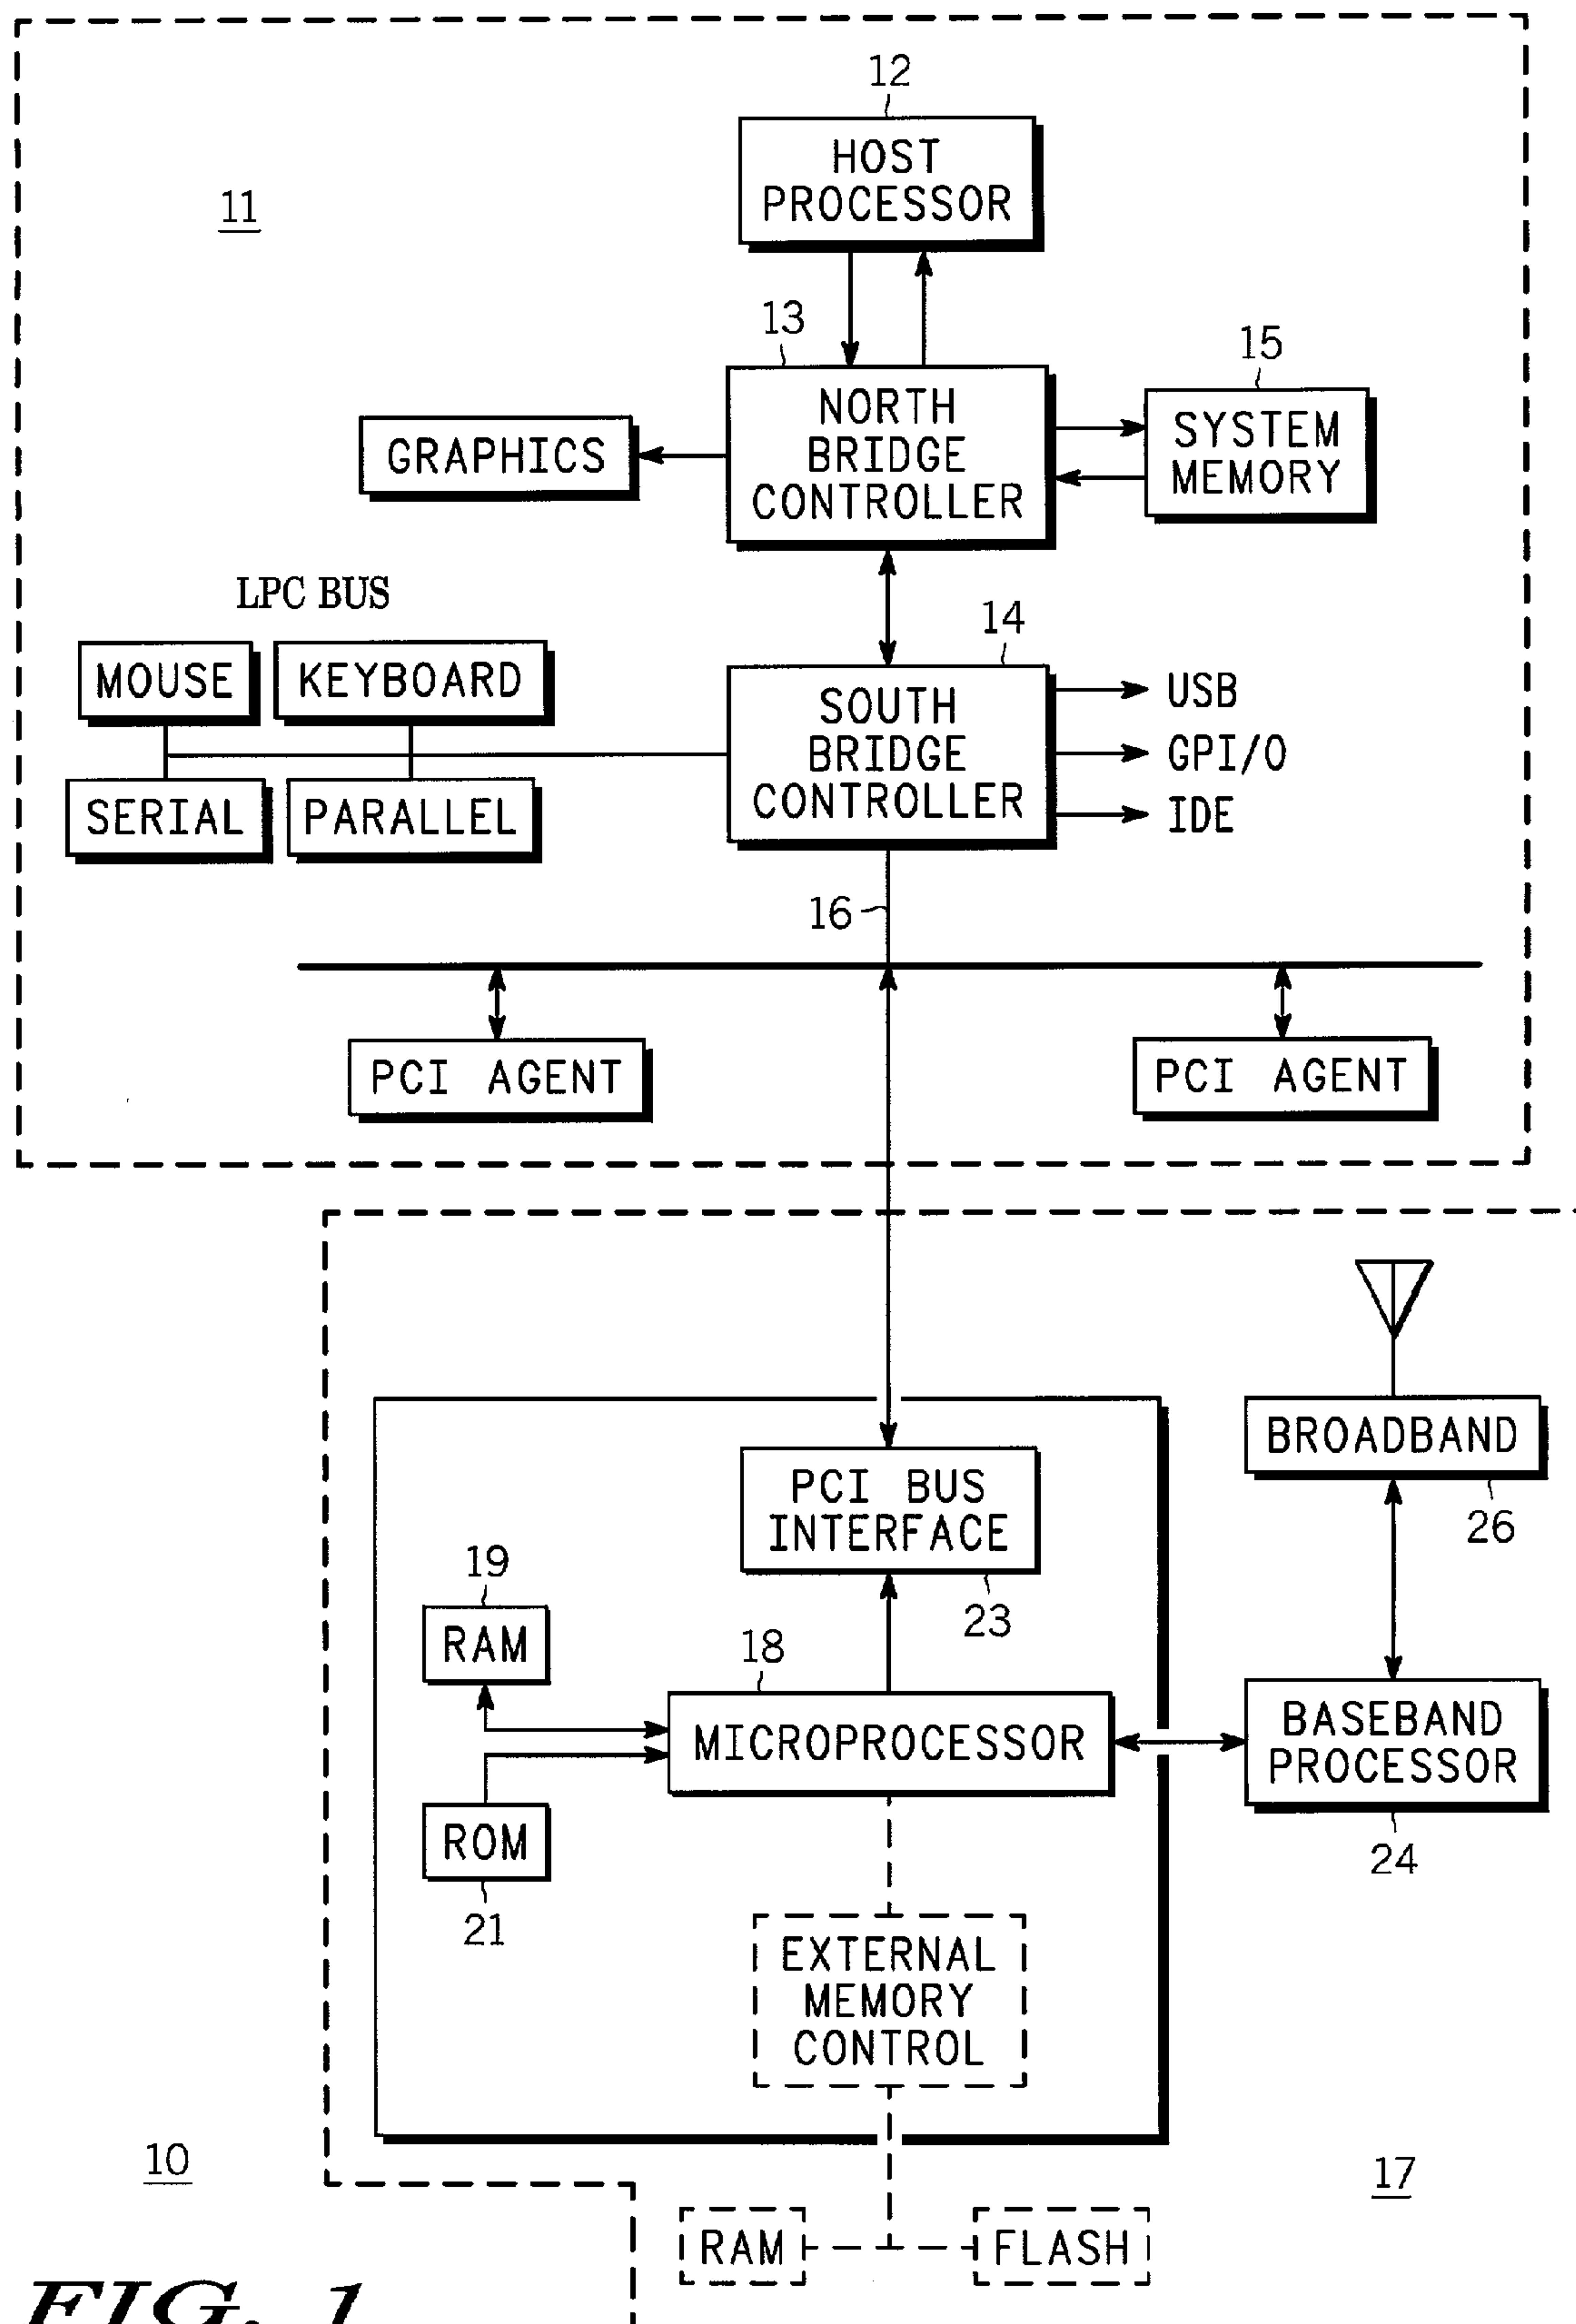 12
HOST
PROCESSOR
11
13
15
NORTH
BRIDGE
CONTROLLER
SYSTEM
MEMORY
GRAPHICS
LPC BUS
14
MOUSE
KEYBOARD
SOUTH
BRIDGE
CONTROLLER
USB
GPI/O
IDE
SERIAL
PARALLEL
16
PCI AGENT
PCI AGENT
BROADBAND
26
PCI BUS
INTERFACE
23
19
RAM
18
MICROPROCESSOR
BASEBAND
PROCESSOR
24
ROM
21
EXTERNAL
MEMORY
CONTROL
10
17
RAM
FLASH
FIG. 1